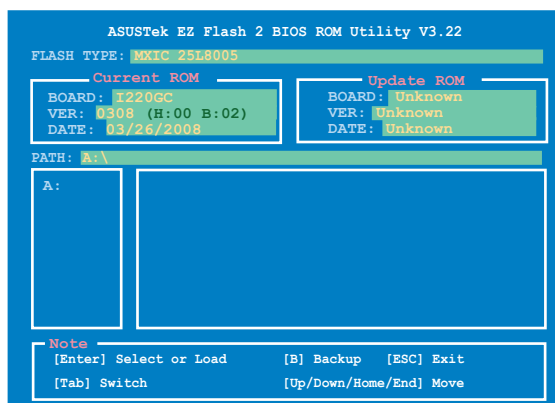 ASUSTek EZ Flash 2 BIOS ROM Utility V3.22
FLASH TYPE: MXIC 25L8005
Current ROM
BOARD: I220GC
VER: 0308 (H:00 B:02)
DATE: 03/26/2008
Update ROM
BOARD: Unknown
VER: Unknown
DATE: Unknown
PATH: A:\
A:
Note
[Enter] Select or Load [B] Backup [ESC] Exit
[Tab] Switch [Up/Down/Home/End] Move